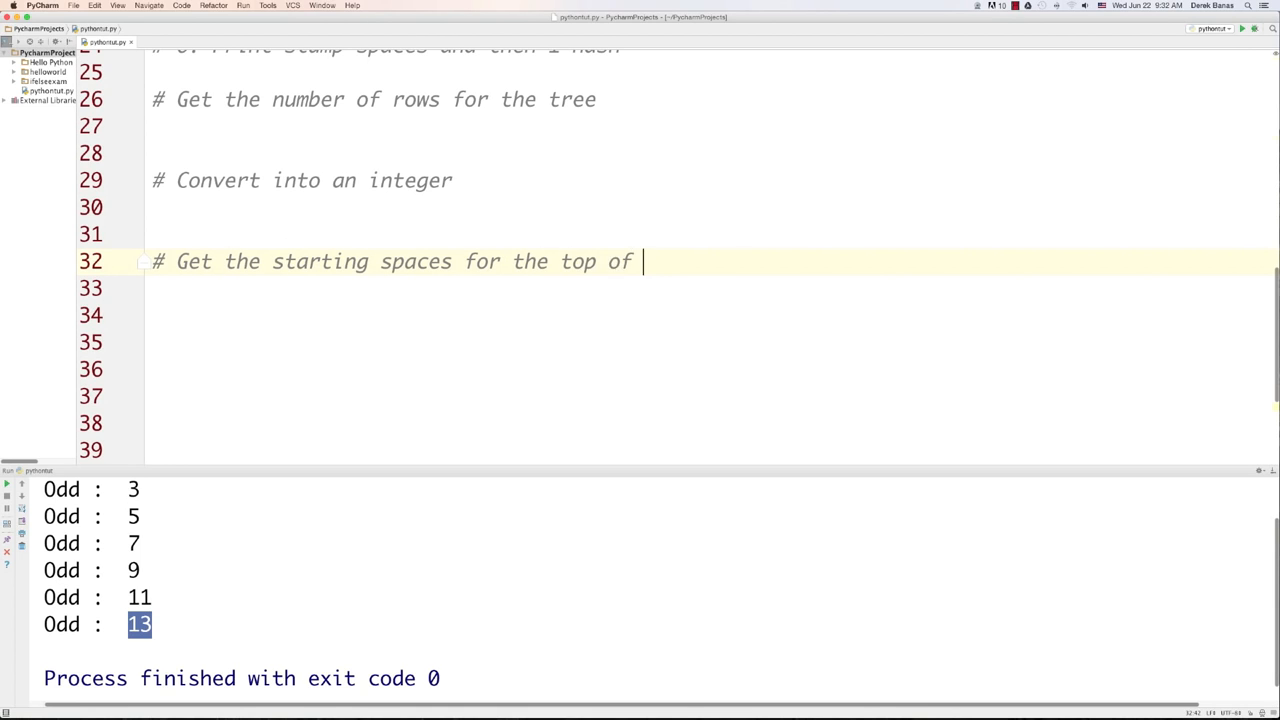 PyCharm File Edit View Navigate Code Refactor Run Tools VCS Window Help
10 Wed Jun 22 9:32 AM Derek Banas
pythontut.py - PycharmProjects - [~/PycharmProjects]
PycharmProjects pythontut.py
pythontut
pythontut.py
PycharmProject
Hello Python
helloworld
ifelseexam
pythontut.py
External Librarie
25
26 # Get the number of rows for the tree
27
28
29 # Convert into an integer
30
31
32 # Get the starting spaces for the top of
33
34
35
36
37
38
39
Run pythontut
Odd : 3
Odd : 5
Odd : 7
Odd : 9
Odd : 11
Odd : 13
Process finished with exit code 0
32:42 LF÷ UTF-8÷